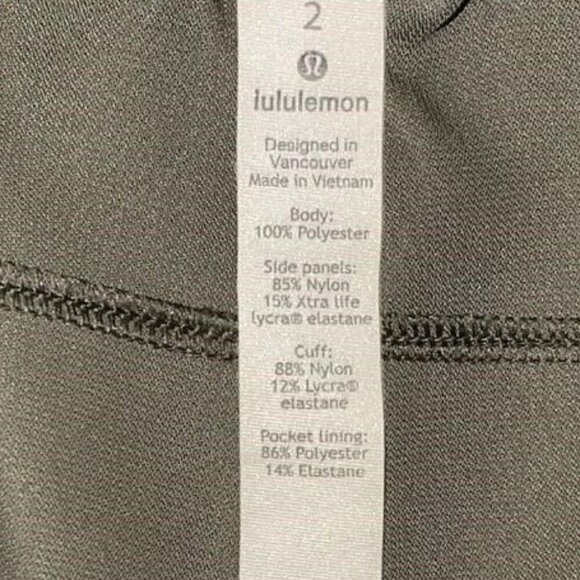 2
lululemon
Designed in
Vancouver
Made in Vietnam
Body:
100% Polyester
Side panels:
85% Nylon
15% Xtra life
lycra® elastane
Cuff:
88% Nylon
12% Lycra®
elastane
Pocket lining:
86% Polyester
14% Elastane